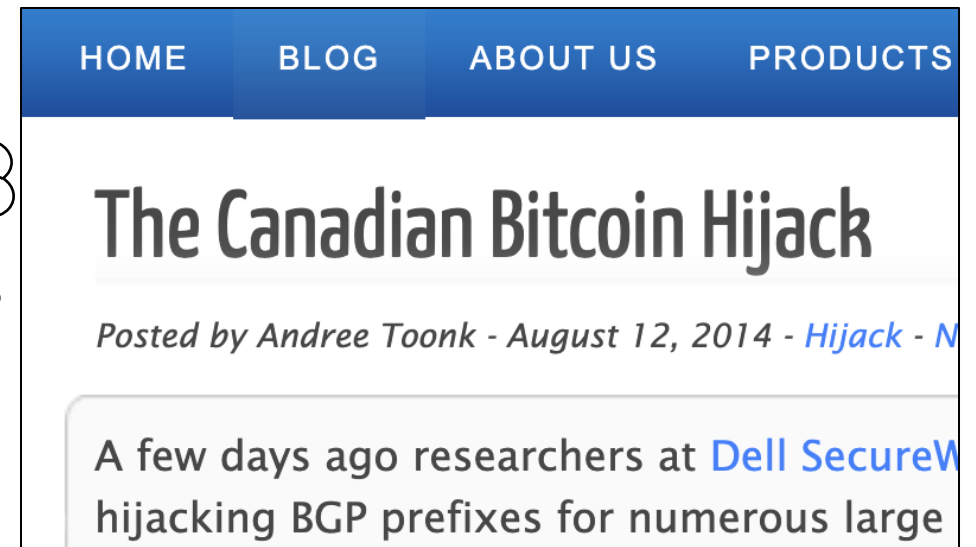 HOME BLOG ABOUT US PRODUCTS
The Canadian Bitcoin Hijack
Posted by Andree Toonk - August 12, 2014 - Hijack - N
A few days ago researchers at Dell SecureW
hijacking BGP prefixes for numerous large